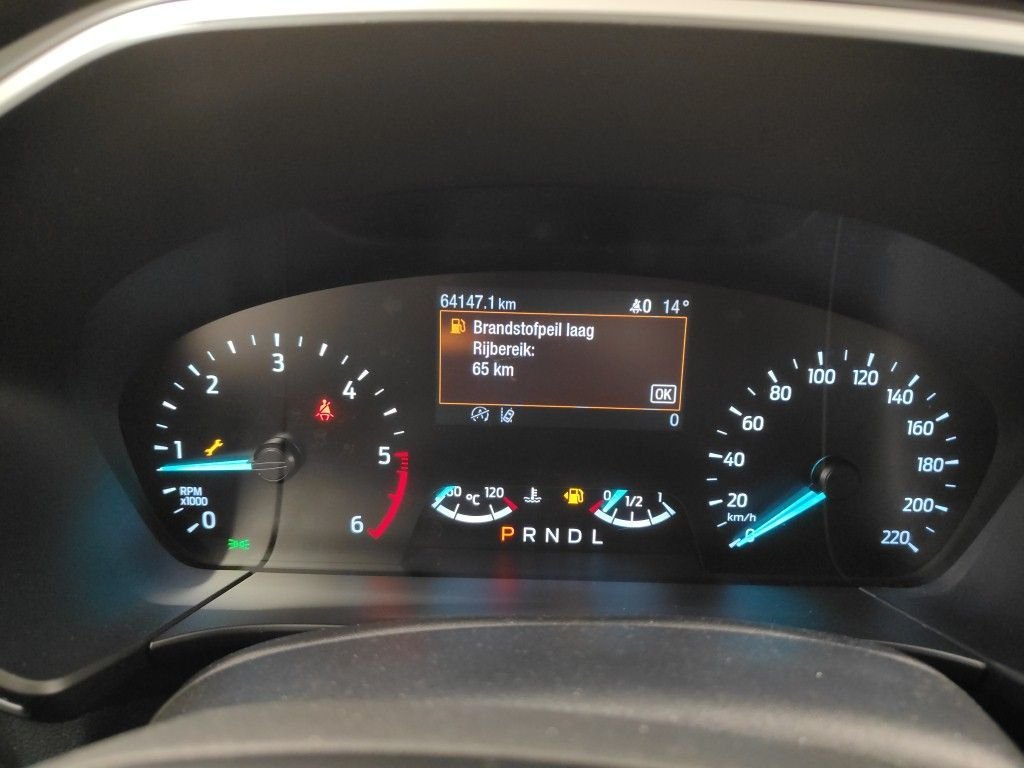 64147.1 km 0 14°
Brandstofpeil laag
Rijbereik:
65 km
OK
0
0
1
2
3
4
5
6
RPM
x1000
60 °C 120
0 1/2 1
P R N D L
0
20
40
60
80
100
120
140
160
180
200
220
km/h